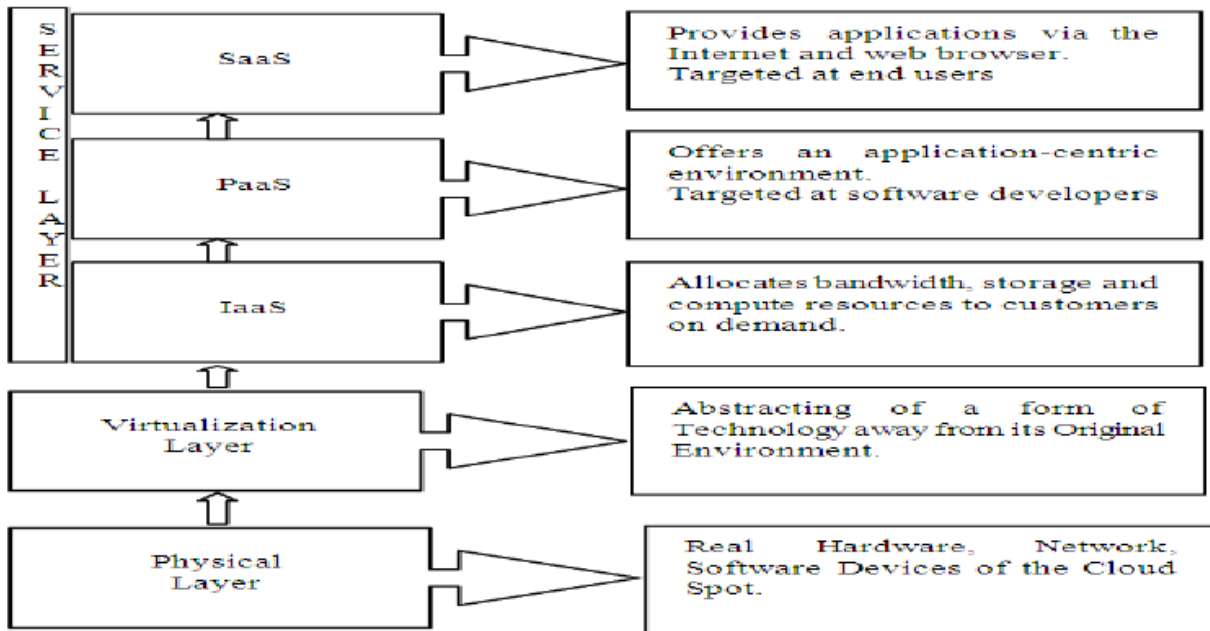 SERVICE LAYER
SaaS
Provides applications via the
Internet and web browser.
Targeted at end users
PaaS
Offers an application-centric
environment.
Targeted at software developers
IaaS
Allocates bandwidth, storage and
compute resources to customers
on demand.
Virtualization
Layer
Abstracting of a form of
Technology away from its Original
Environment.
Physical
Layer
Real Hardware, Network,
Software Devices of the Cloud
Spot.